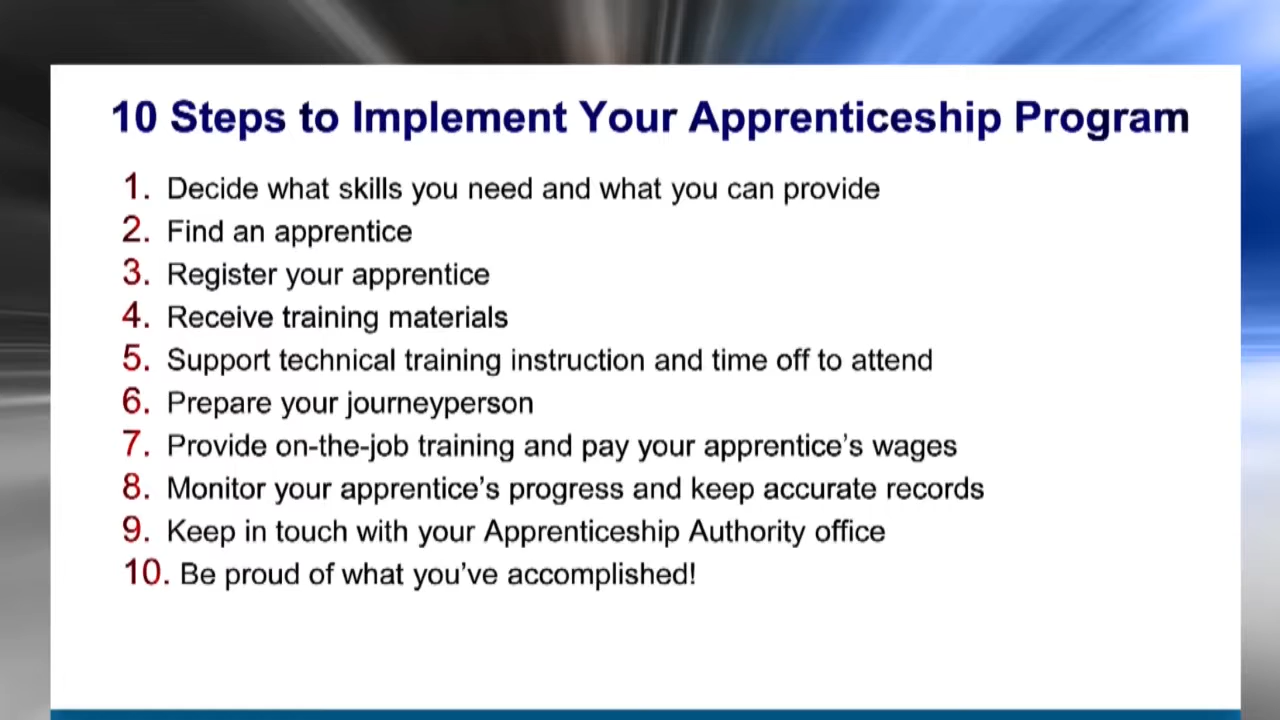 10 Steps to Implement Your Apprenticeship Program
1. Decide what skills you need and what you can provide
2. Find an apprentice
3. Register your apprentice
4. Receive training materials
5. Support technical training instruction and time off to attend
6. Prepare your journeyperson
7. Provide on-the-job training and pay your apprentice’s wages
8. Monitor your apprentice’s progress and keep accurate records
9. Keep in touch with your Apprenticeship Authority office
10. Be proud of what you’ve accomplished!